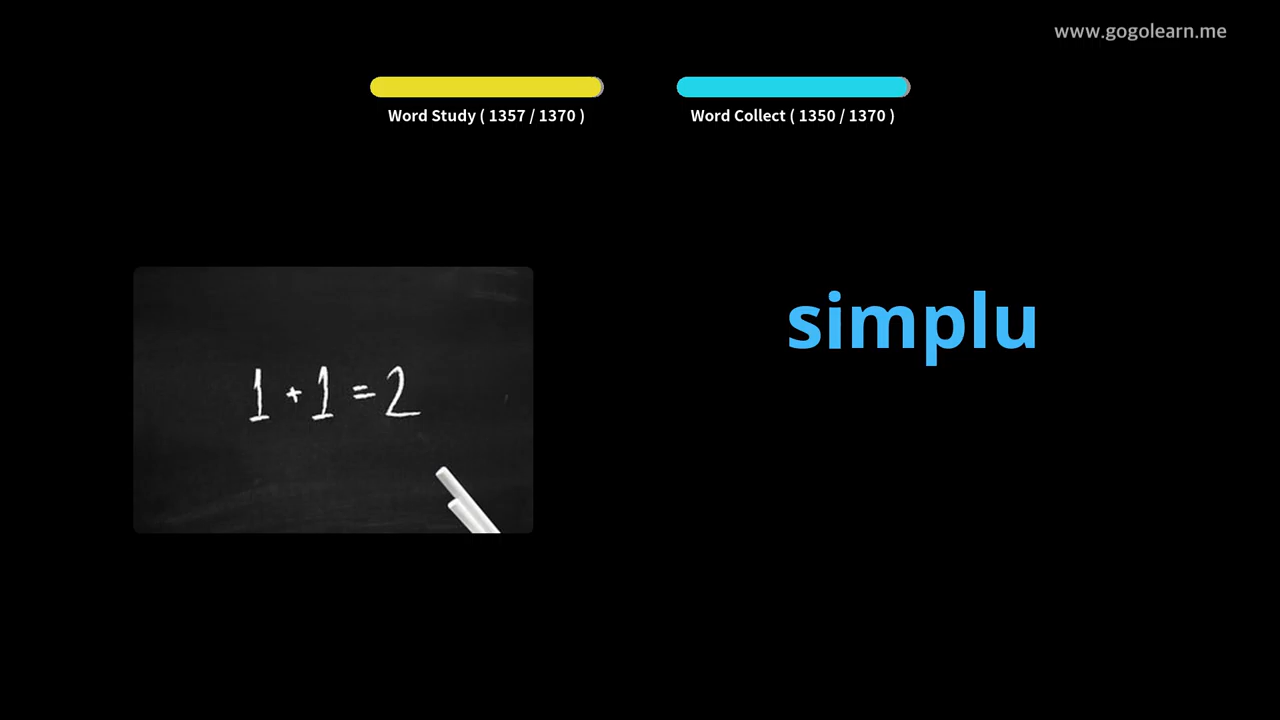 www.gogolearn.me
Word Study ( 1357 / 1370 )
Word Collect ( 1350 / 1370 )
simplu
1 + 1 = 2